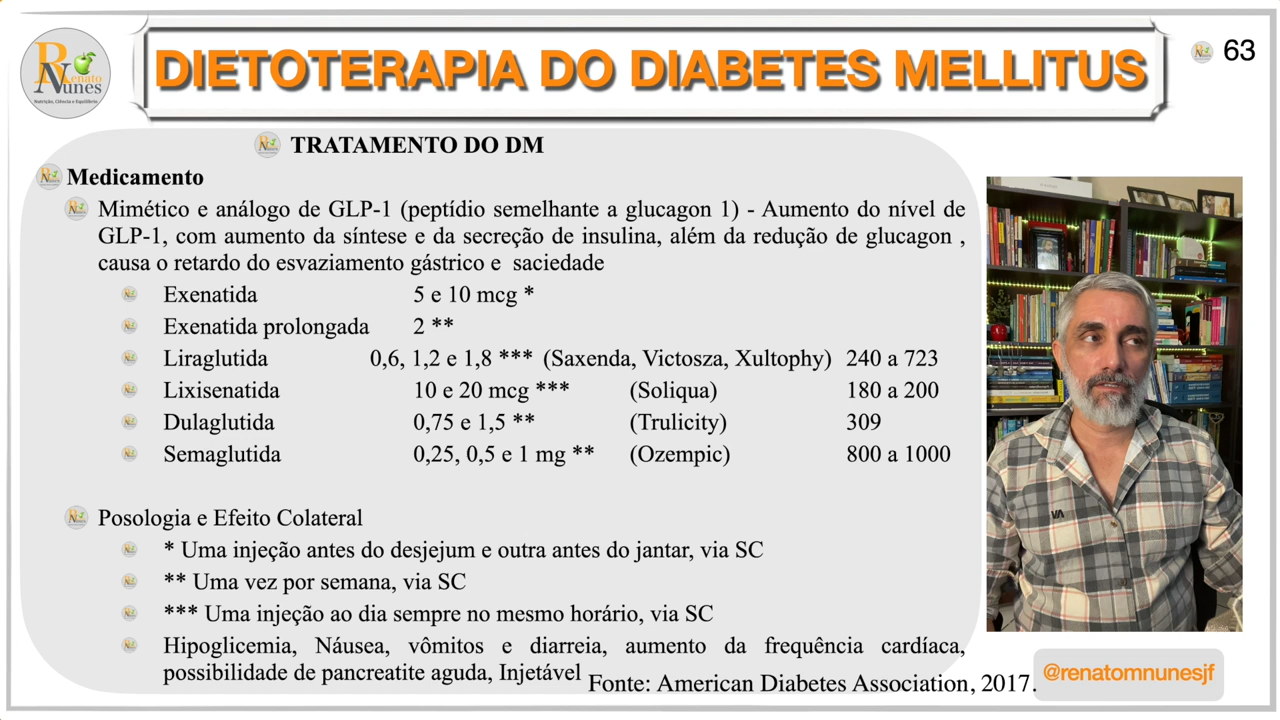 Renato
Nunes
Nutrição, Ciência e Equilíbrio
DIETOTERAPIA DO DIABETES MELLITUS
63
TRATAMENTO DO DM
Medicamento
Mimético e análogo de GLP-1 (peptídio semelhante a glucagon 1) - Aumento do nível de
GLP-1, com aumento da síntese e da secreção de insulina, além da redução de glucagon ,
causa o retardo do esvaziamento gástrico e saciedade
Exenatida 5 e 10 mcg *
Exenatida prolongada 2 **
Liraglutida 0,6, 1,2 e 1,8 *** (Saxenda, Victosza, Xultophy) 240 a 723
Lixisenatida 10 e 20 mcg *** (Soliqua) 180 a 200
Dulaglutida 0,75 e 1,5 ** (Trulicity) 309
Semaglutida 0,25, 0,5 e 1 mg ** (Ozempic) 800 a 1000
Posologia e Efeito Colateral
* Uma injeção antes do desjejum e outra antes do jantar, via SC
** Uma vez por semana, via SC
*** Uma injeção ao dia sempre no mesmo horário, via SC
Hipoglicemia, Náusea, vômitos e diarreia, aumento da frequência cardíaca,
possibilidade de pancreatite aguda, Injetável
Fonte: American Diabetes Association, 2017.
@renatomnunesjf